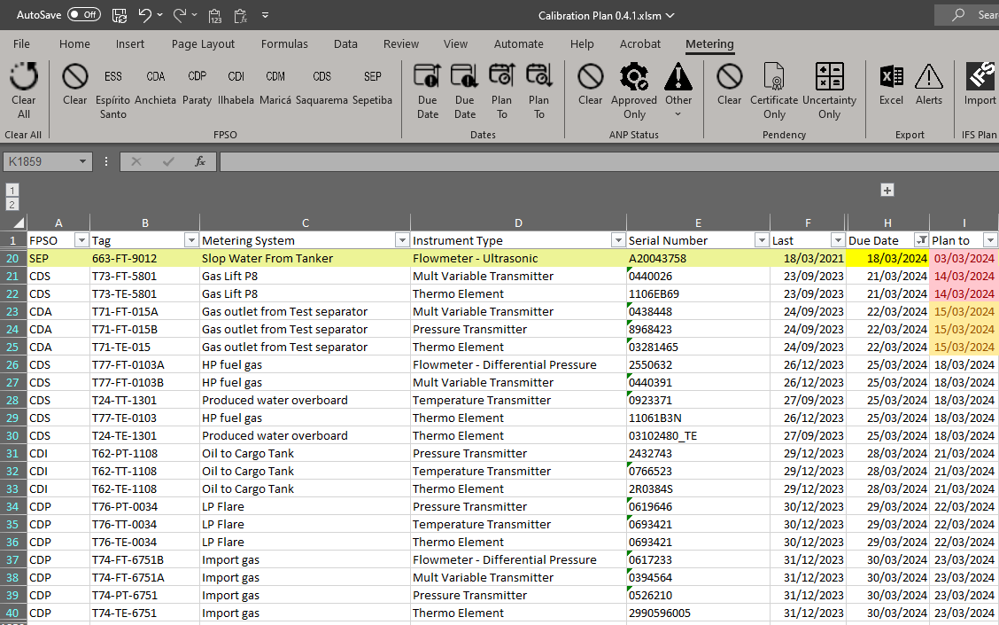 AutoSave Off Calibration Plan 0.4.1.xlsm Sear
File Home Insert Page Layout Formulas Data Review View Automate Help Acrobat Metering
Clear All
Clear
ESS Espírito Santo
CDA Anchieta
CDP Paraty
CDI Ilhabela
CDM Maricá
CDS Saquarema
SEP Sepetiba
Due Date
Due Date
Plan To
Plan To
Clear
Approved Only
Other
Clear
Certificate Only
Uncertainty Only
Excel
Alerts
IFS Import
Clear All FPSO Dates ANP Status Pendency Export IFS Plan
K1859 fx
1
2
A B C D E F H I
1 FPSO Tag Metering System Instrument Type Serial Number Last Due Date Plan to
20 SEP 663-FT-9012 Slop Water From Tanker Flowmeter - Ultrasonic A20043758 18/03/2021 18/03/2024 03/03/2024
21 CDS T73-FT-5801 Gas Lift P8 Mult Variable Transmitter 0440026 23/09/2023 21/03/2024 14/03/2024
22 CDS T73-TE-5801 Gas Lift P8 Thermo Element 1106EB69 23/09/2023 21/03/2024 14/03/2024
23 CDA T71-FT-015A Gas outlet from Test separator Mult Variable Transmitter 0438448 24/09/2023 22/03/2024 15/03/2024
24 CDA T71-FT-015B Gas outlet from Test separator Pressure Transmitter 8968423 24/09/2023 22/03/2024 15/03/2024
25 CDA T71-TE-015 Gas outlet from Test separator Thermo Element 03281465 24/09/2023 22/03/2024 15/03/2024
26 CDS T77-FT-0103A HP fuel gas Flowmeter - Differential Pressure 2550632 26/12/2023 25/03/2024 18/03/2024
27 CDS T77-FT-0103B HP fuel gas Mult Variable Transmitter 0440391 26/12/2023 25/03/2024 18/03/2024
28 CDS T24-TT-1301 Produced water overboard Temperature Transmitter 0923371 27/09/2023 25/03/2024 18/03/2024
29 CDS T77-TE-0103 HP fuel gas Thermo Element 11061B3N 26/12/2023 25/03/2024 18/03/2024
30 CDS T24-TE-1301 Produced water overboard Thermo Element 03102480_TE 27/09/2023 25/03/2024 18/03/2024
31 CDI T62-PT-1108 Oil to Cargo Tank Pressure Transmitter 2432743 29/12/2023 28/03/2024 21/03/2024
32 CDI T62-TT-1108 Oil to Cargo Tank Temperature Transmitter 0766523 29/12/2023 28/03/2024 21/03/2024
33 CDI T62-TE-1108 Oil to Cargo Tank Thermo Element 2R0384S 29/12/2023 28/03/2024 21/03/2024
34 CDP T76-PT-0034 LP Flare Pressure Transmitter 0619646 30/12/2023 29/03/2024 22/03/2024
35 CDP T76-TT-0034 LP Flare Temperature Transmitter 0693421 30/12/2023 29/03/2024 22/03/2024
36 CDP T76-TE-0034 LP Flare Thermo Element 0693421 30/12/2023 29/03/2024 22/03/2024
37 CDP T74-FT-6751B Import gas Flowmeter - Differential Pressure 0617233 31/12/2023 30/03/2024 23/03/2024
38 CDP T74-FT-6751A Import gas Mult Variable Transmitter 0394564 31/12/2023 30/03/2024 23/03/2024
39 CDP T74-PT-6751 Import gas Pressure Transmitter 0526210 31/12/2023 30/03/2024 23/03/2024
40 CDP T74-TE-6751 Import gas Thermo Element 2990596005 31/12/2023 30/03/2024 23/03/2024